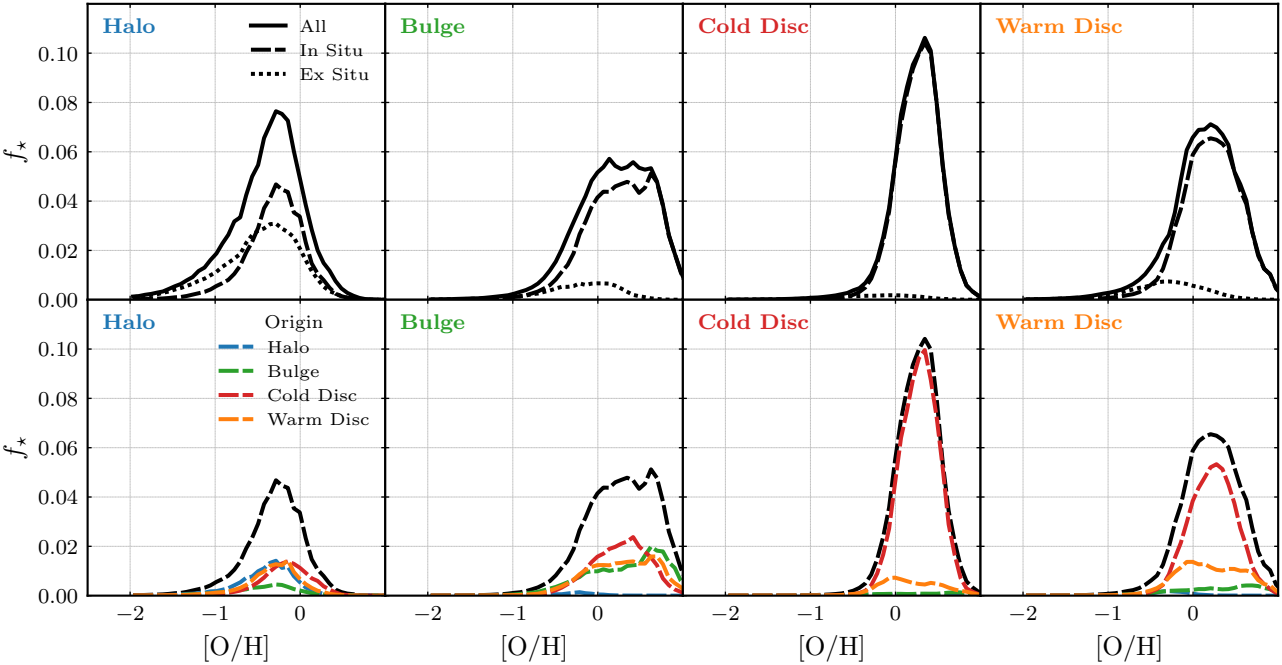 Halo
All
In Situ
Ex Situ
Bulge
Cold Disc
Warm Disc
0.10
0.08
0.06
0.04
0.02
0.00
f⋆
Halo
Origin
Halo
Bulge
Cold Disc
Warm Disc
Bulge
Cold Disc
Warm Disc
0.10
0.08
0.06
0.04
0.02
0.00
f⋆
−2 −1 0
−2 −1 0
−2 −1 0
−2 −1 0
[O/H]
[O/H]
[O/H]
[O/H]